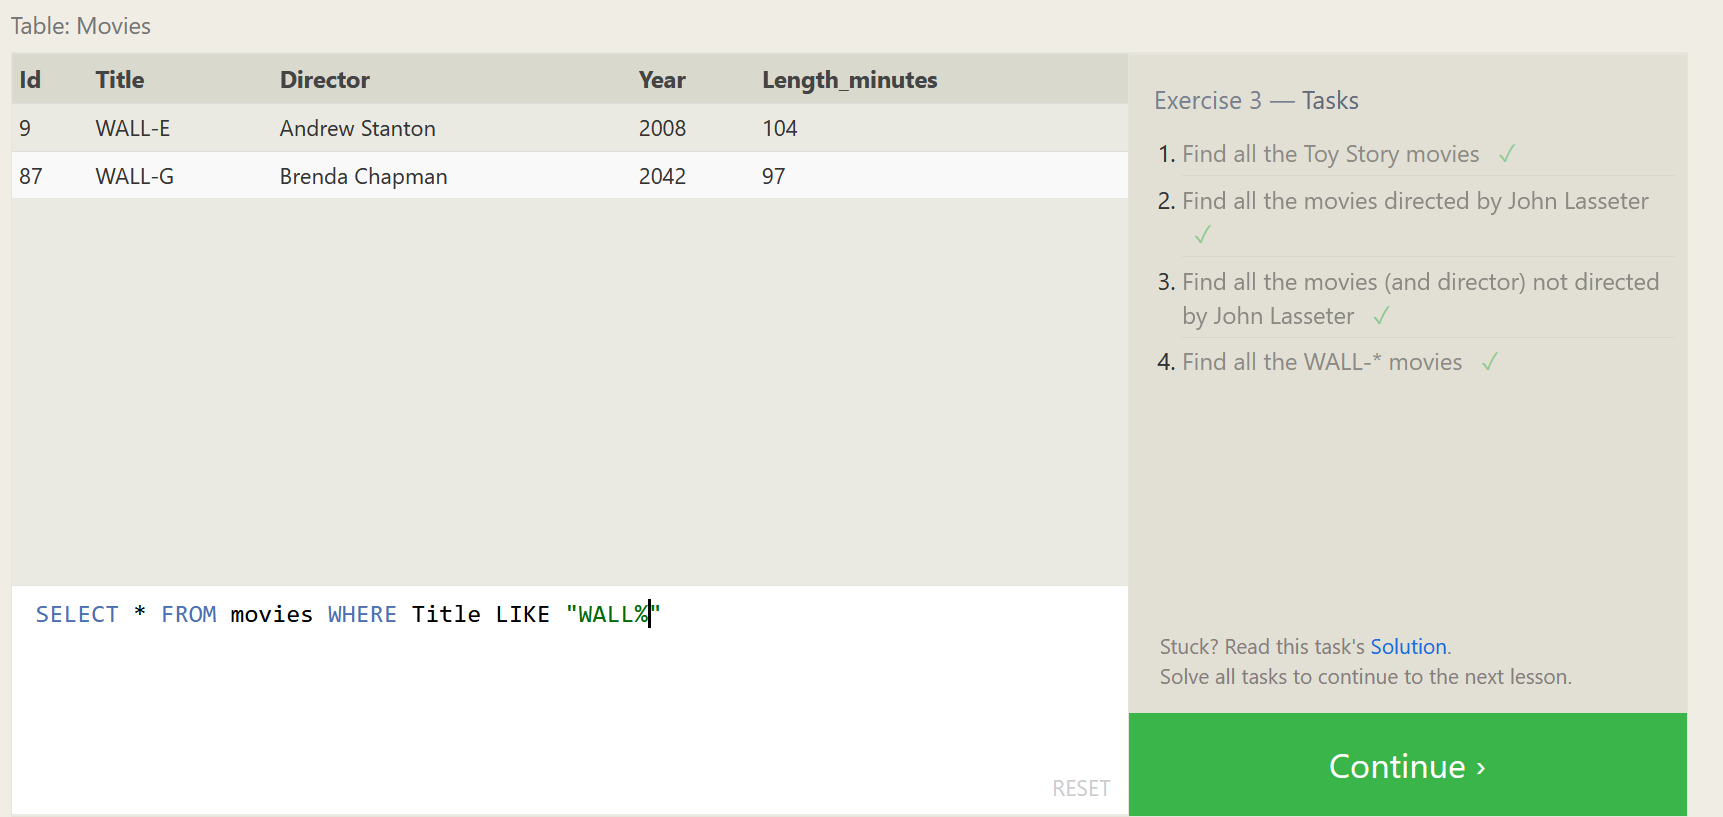 Table: Movies
Id Title Director Year Length_minutes
9 WALL-E Andrew Stanton 2008 104
87 WALL-G Brenda Chapman 2042 97
SELECT * FROM movies WHERE Title LIKE "WALL%"
RESET
Exercise 3 — Tasks
1. Find all the Toy Story movies ✓
2. Find all the movies directed by John Lasseter
✓
3. Find all the movies (and director) not directed
by John Lasseter ✓
4. Find all the WALL-* movies ✓
Stuck? Read this task's Solution.
Solve all tasks to continue to the next lesson.
Continue ›